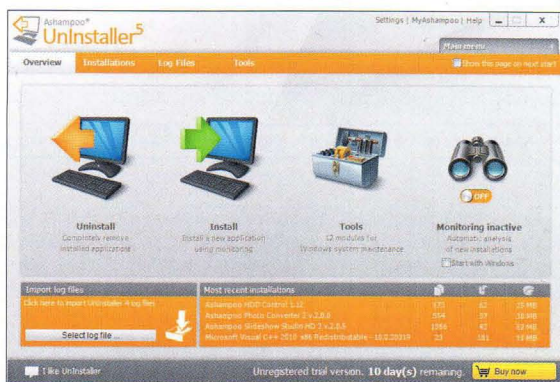 Ashampoo®
UnInstaller 5
Settings | MyAshampoo | Help
Main menu
Overview Installations Log Files Tools
Show this page on next start
OFF
Uninstall
Completely remove
installed applications
Install
Install a new application
using monitoring
Tools
12 modules for
Windows system maintenance
Monitoring inactive
Automatic analysis
of new installations
Start with Windows
Import log files
Click here to import UnInstaller 4 log files
Select log file ...
Most recent installations
Ashampoo HDD Control 1.12
Ashampoo Photo Converter 2 v.2.0.0
Ashampoo Slideshow Studio HD 2 v.2.0.5
Microsoft Visual C++ 2010 x86 Redistributable - 10.0.
23 181
I like UnInstaller
Unregistered trial version. 10 day(s) remaining.
Buy now